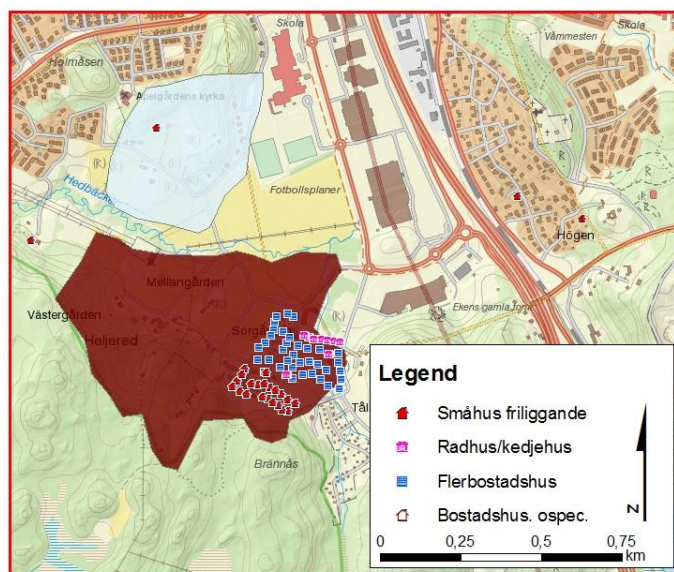 Skola
Skola
Holmåsen
Våmmesten
Apelgårdens kyrka
(K)
(K)
(K)
(K)
Hedbäck
Fotbollsplaner
Högen
Mellangården
Västergården
Heljered
Ekens gamla tomt
Brännås
Legend
Småhus friliggande
Radhus/kedjehus
Flerbostadshus
Bostadshus. ospec.
N
0 0,25 0,5 0,75
km